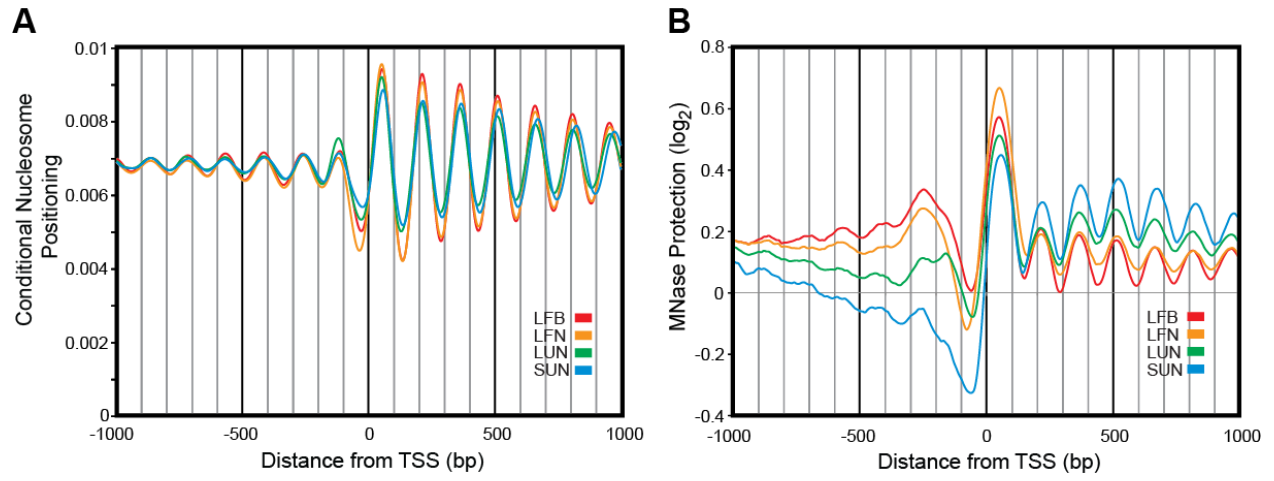 A
Conditional Nucleosome
Positioning
0.01
0.008
0.006
0.004
0.002
0
LFB
LFN
LUN
SUN
-1000
-500
0
500
1000
Distance from TSS (bp)
B
MNase Protection (log2)
0.8
0.6
0.4
0.2
0
-0.2
-0.4
LFB
LFN
LUN
SUN
-1000
-500
0
500
1000
Distance from TSS (bp)